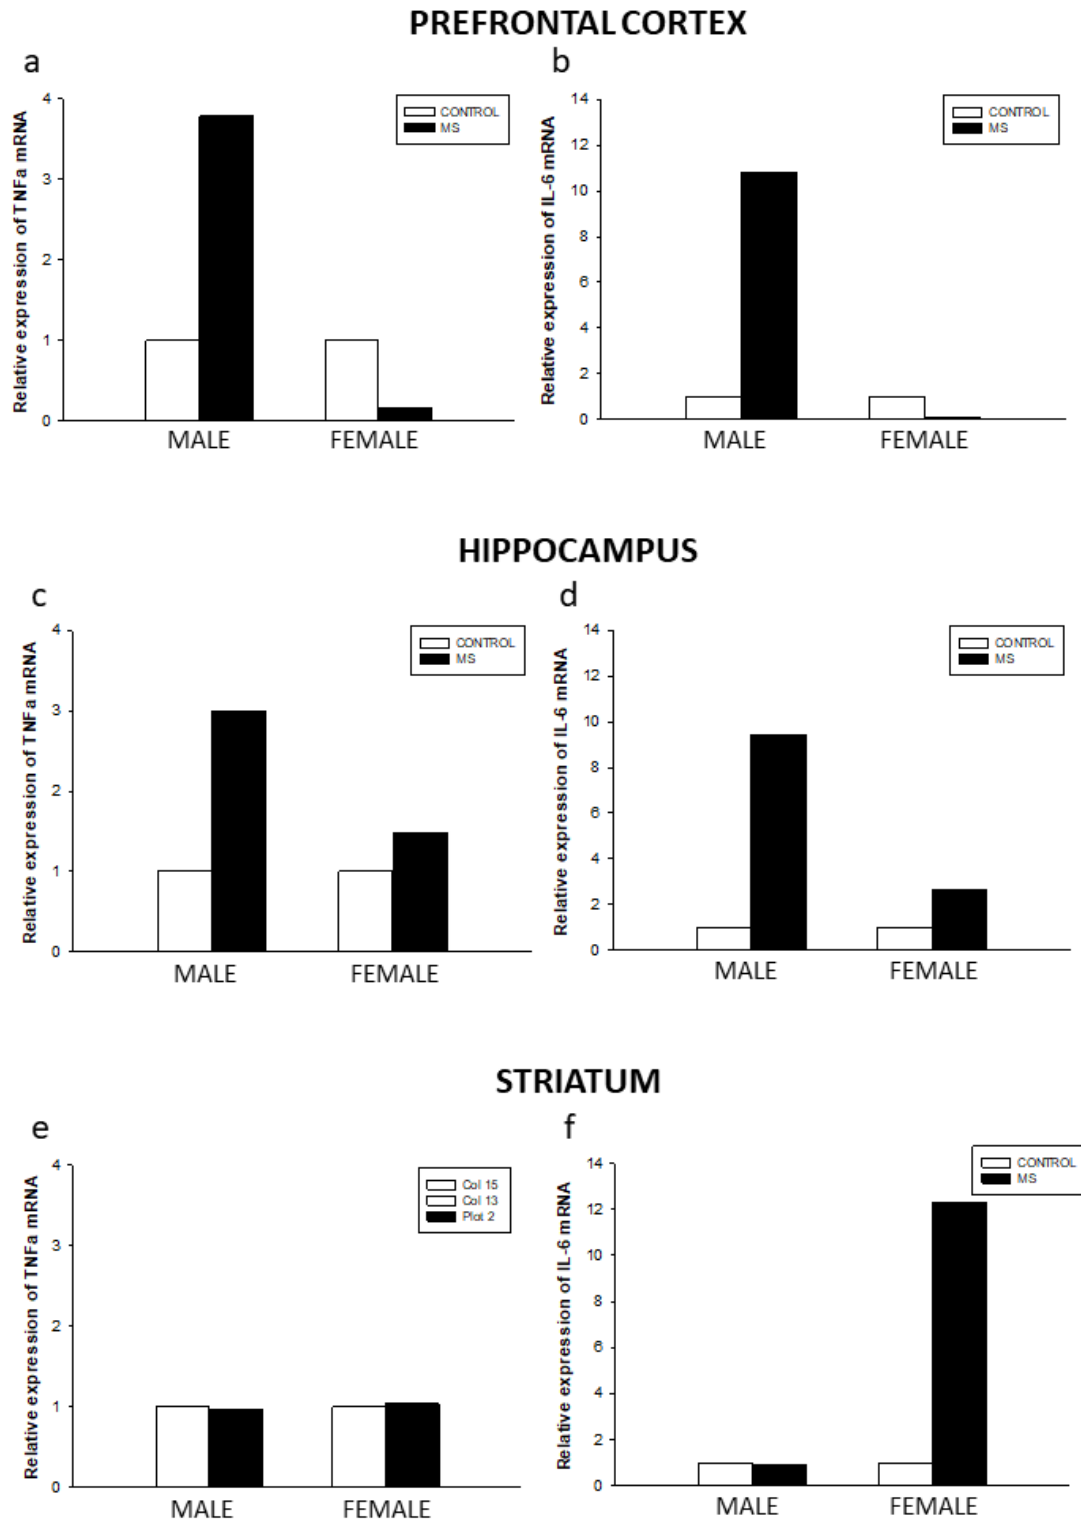 PREFRONTAL CORTEX
a
Relative expression of TNFa mRNA
4
3
2
1
0
CONTROL
MS
MALE FEMALE
b
Relative expression of IL-6 mRNA
14
12
10
8
6
4
2
0
CONTROL
MS
MALE FEMALE
HIPPOCAMPUS
c
Relative expression of TNFa mRNA
4
3
2
1
0
CONTROL
MS
MALE FEMALE
d
Relative expression of IL-6 mRNA
14
12
10
8
6
4
2
0
CONTROL
MS
MALE FEMALE
STRIATUM
e
Relative expression of TNFa mRNA
4
3
2
1
0
Col 15
Col 13
Plot 2
MALE FEMALE
f
Relative expression of IL-6 mRNA
14
12
10
8
6
4
2
0
CONTROL
MS
MALE FEMALE